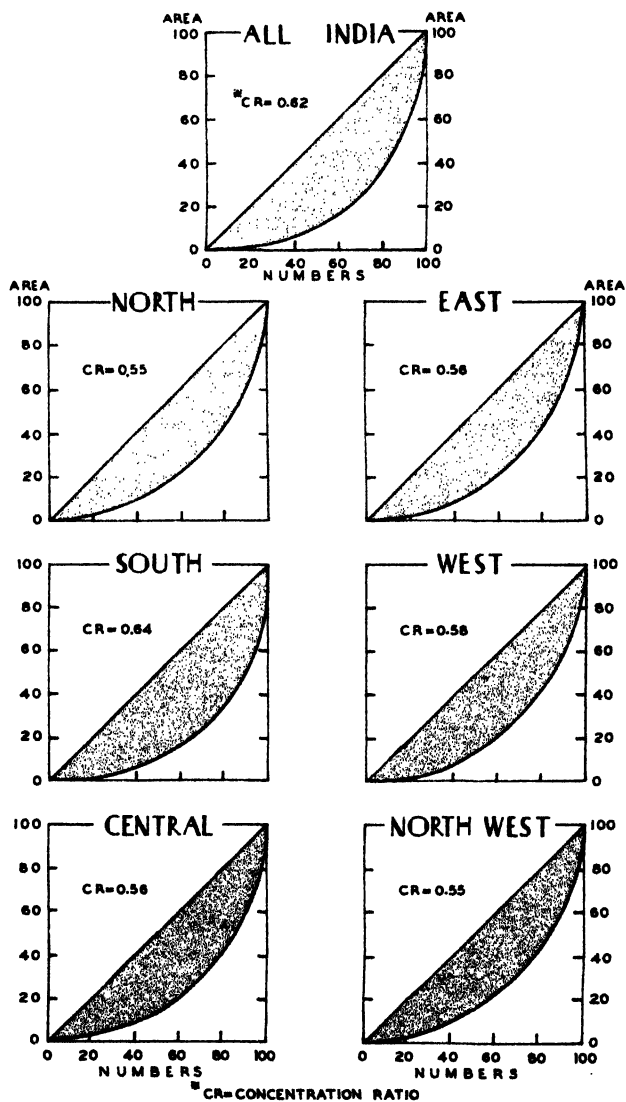 AREA AREA
ALL INDIA
100 100
80 80
*CR= 0.62
60 60
40 40
20 20
0 0
0 20 40 60 80 100
NUMBERS
AREA AREA
NORTH EAST
100 100
80 80
CR= 0.55 CR= 0.56
60 60
40 40
20 20
0 0
SOUTH WEST
100 100
80 80
CR= 0.64 CR= 0.58
60 60
40 40
20 20
0 0
CENTRAL NORTH WEST
100 100
80 80
CR= 0.56 CR= 0.55
60 60
40 40
20 20
0 0
0 20 40 60 80 100 0 20 40 60 80 100
NUMBERS NUMBERS
*CR=CONCENTRATION RATIO